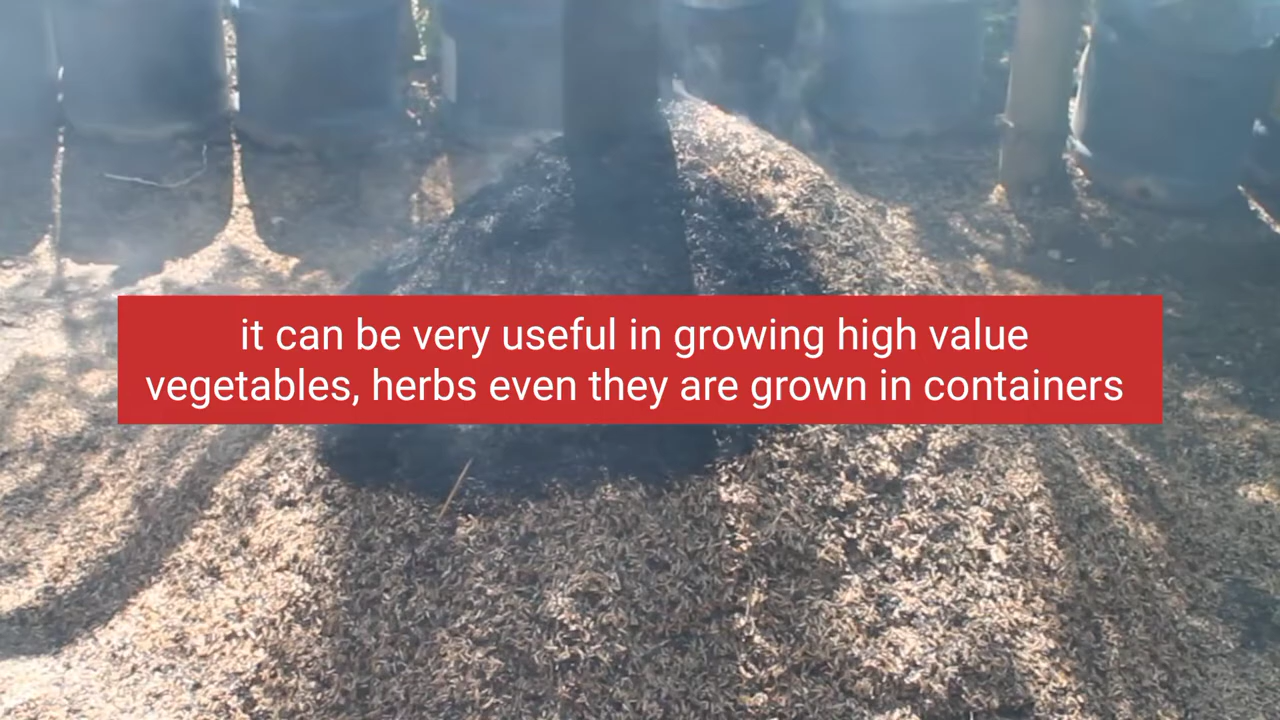 it can be very useful in growing high value
vegetables, herbs even they are grown in containers